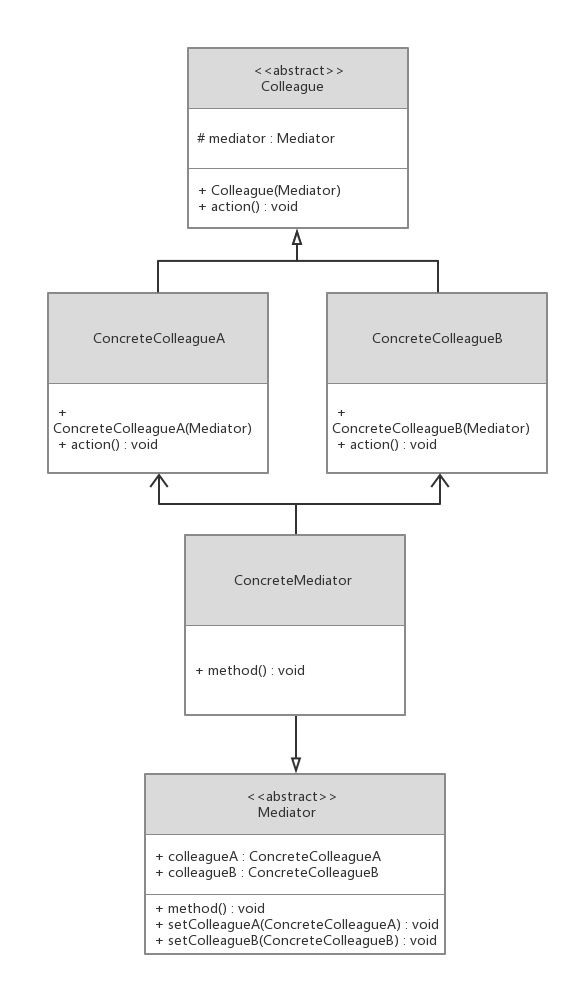 <<abstract>>
Colleague
# mediator : Mediator
+ Colleague(Mediator)
+ action() : void
ConcreteColleagueA
+
ConcreteColleagueA(Mediator)
+ action() : void
ConcreteColleagueB
+
ConcreteColleagueB(Mediator)
+ action() : void
ConcreteMediator
+ method() : void
<<abstract>>
Mediator
+ colleagueA : ConcreteColleagueA
+ colleagueB : ConcreteColleagueB
+ method() : void
+ setColleagueA(ConcreteColleagueA) : void
+ setColleagueB(ConcreteColleagueB) : void